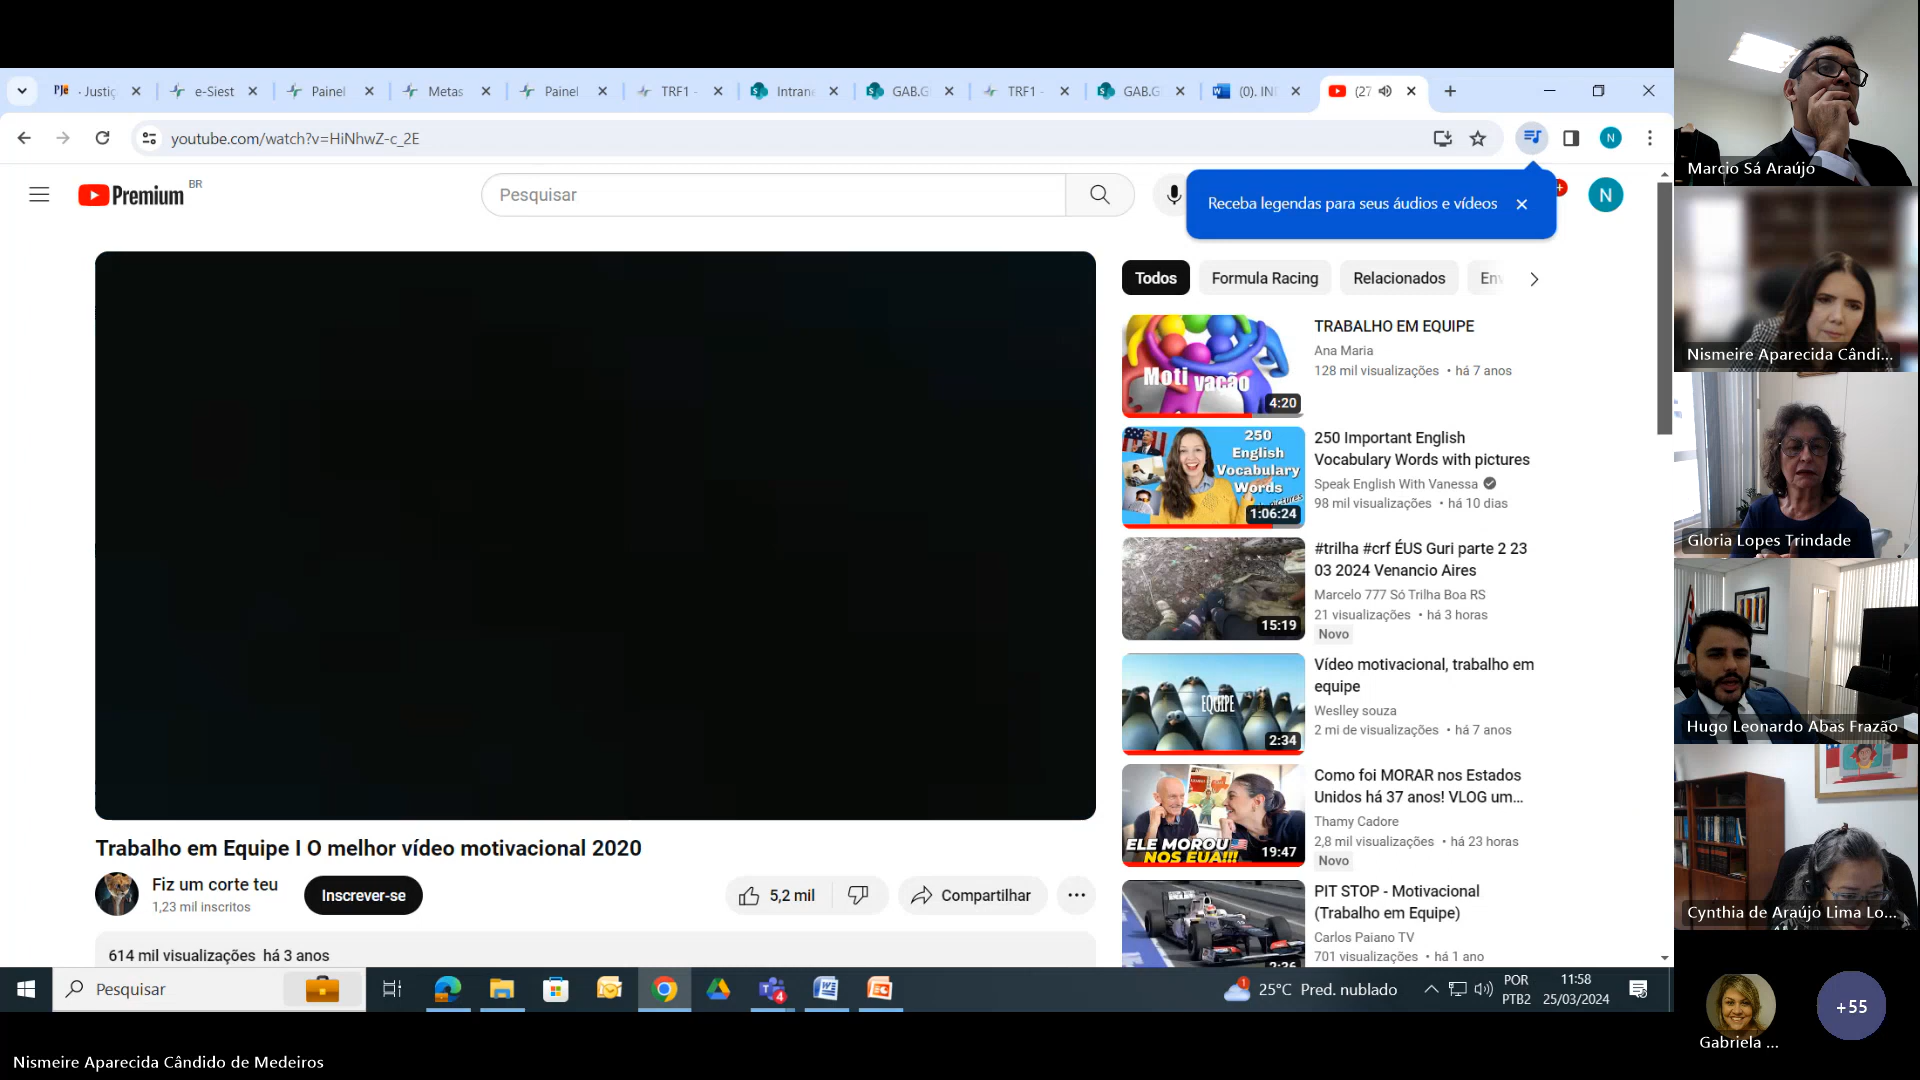 PJe - Justiç
e-Siest
Painel
Metas
Painel
TRF1 -
Intrane
GAB.G
TRF1 -
GAB.G
(0). IN
(27
youtube.com/watch?v=HiNhwZ-c_2E
N
Premium BR
Pesquisar
Receba legendas para seus áudios e vídeos
N
Todos
Formula Racing
Relacionados
Env
TRABALHO EM EQUIPE
Ana Maria
128 mil visualizações • há 7 anos
Moti vação
4:20
250 Important English
Vocabulary Words with pictures
Speak English With Vanessa
98 mil visualizações • há 10 dias
250
English
Vocabulary
Words
pictures
1:06:24
#trilha #crf ÉUS Guri parte 2 23
03 2024 Venancio Aires
Marcelo 777 Só Trilha Boa RS
21 visualizações • há 3 horas
Novo
15:19
Vídeo motivacional, trabalho em
equipe
Weslley souza
2 mi de visualizações • há 7 anos
EQUIPE
2:34
Como foi MORAR nos Estados
Unidos há 37 anos! VLOG um...
Thamy Cadore
2,8 mil visualizações • há 23 horas
Novo
ELE MOROU
NOS EUA!!!
19:47
PIT STOP - Motivacional
(Trabalho em Equipe)
Carlos Paiano TV
701 visualizações • há 1 ano
2:36
Trabalho em Equipe I O melhor vídeo motivacional 2020
Fiz um corte teu
1,23 mil inscritos
Inscrever-se
5,2 mil
Compartilhar
614 mil visualizações há 3 anos
Pesquisar
4
1
25°C Pred. nublado
POR
PTB2
11:58
25/03/2024
Nismeire Aparecida Cândido de Medeiros
Marcio Sá Araújo
Nismeire Aparecida Cândi...
Gloria Lopes Trindade
Hugo Leonardo Abas Frazão
Cynthia de Araújo Lima Lo...
Gabriela ...
+55